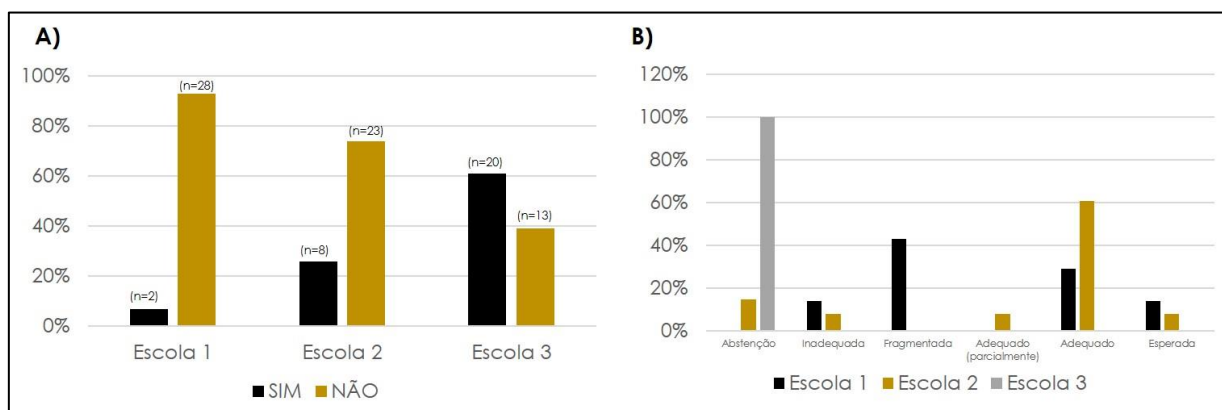 A)
100%
80%
60%
40%
20%
0%
(n=2)
(n=28)
(n=8)
(n=23)
(n=20)
(n=13)
Escola 1
Escola 2
Escola 3
SIM NÃO
B)
120%
100%
80%
60%
40%
20%
0%
Abstenção
Inadequada
Fragmentada
Adequado
(parcialmente)
Adequado
Esperada
Escola 1 Escola 2 Escola 3